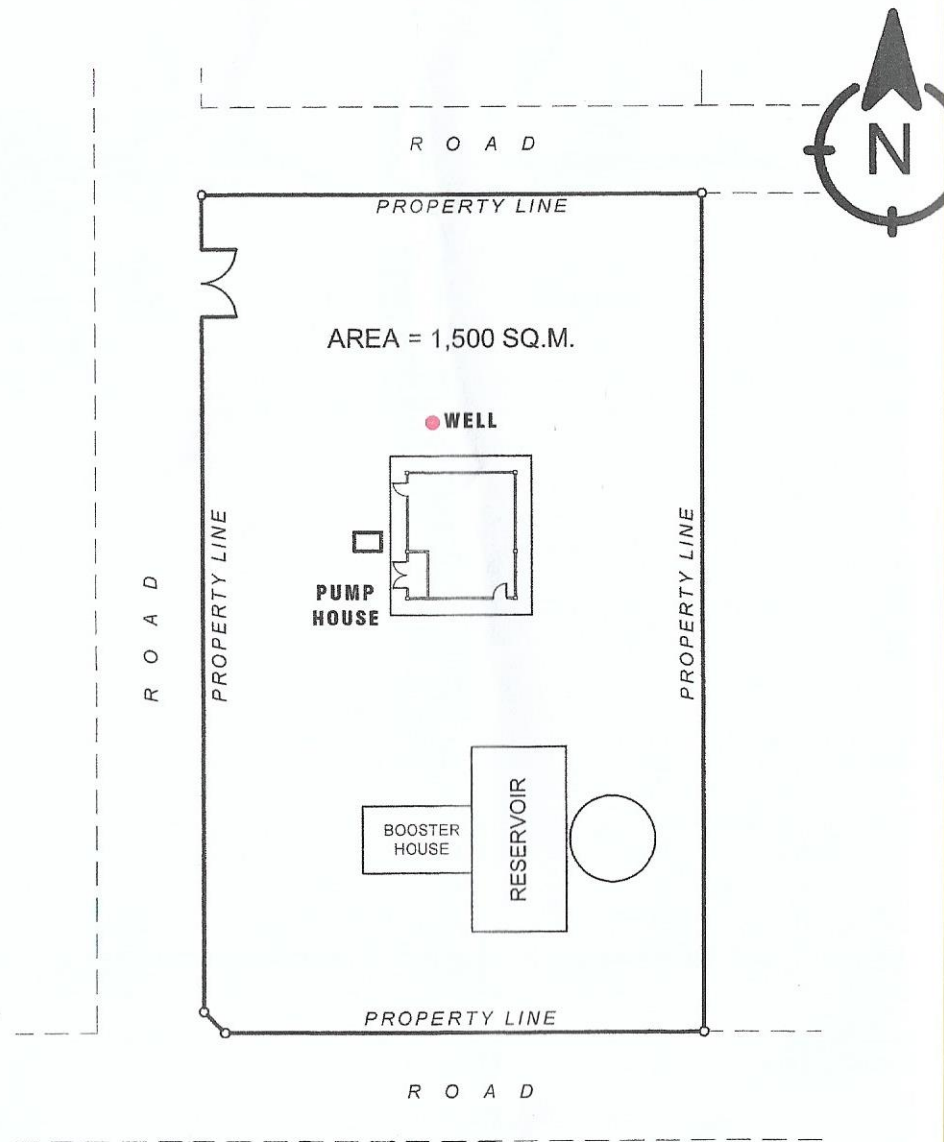 R O A D
N
PROPERTY LINE
AREA = 1,500 SQ.M.
WELL
PROPERTY LINE
PROPERTY LINE
R O A D
PUMP
HOUSE
BOOSTER
HOUSE
RESERVOIR
PROPERTY LINE
R O A D